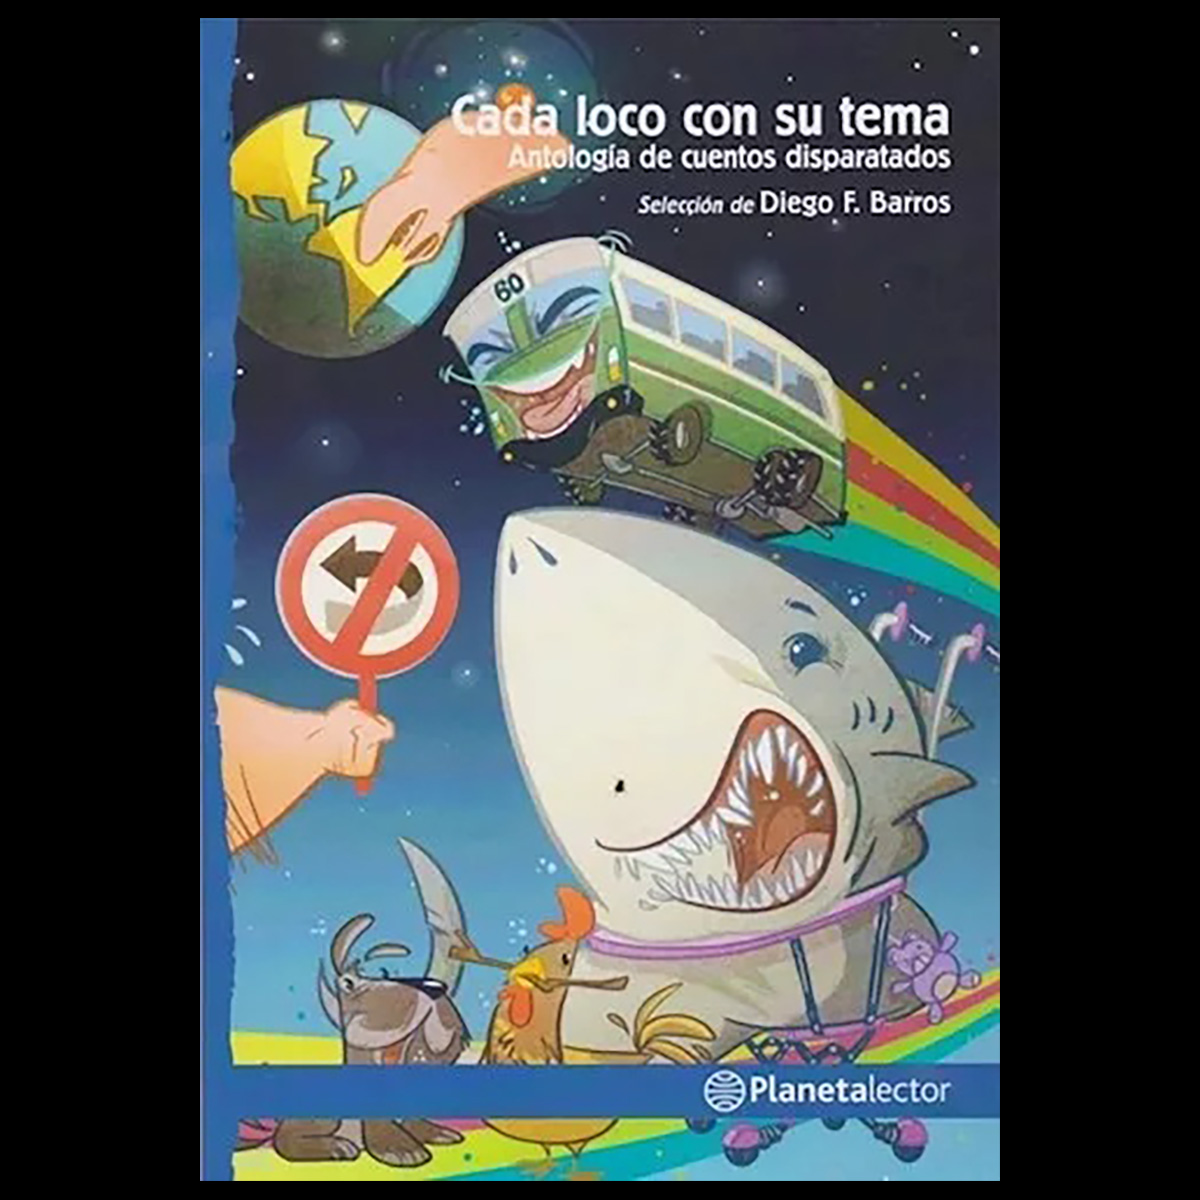 Cada loco con su tema
Antología de cuentos disparatados
Selección de Diego F. Barros
60
Planetalector